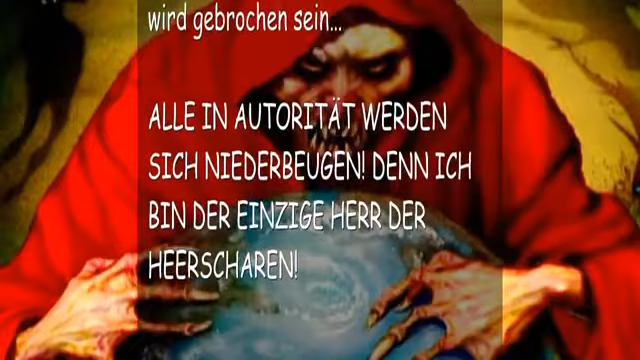 wird gebrochen sein...
ALLE IN AUTORITÄT WERDEN
SICH NIEDERBEUGEN! DENN ICH
BIN DER EINZIGE HERR DER
HEERSCHAREN!